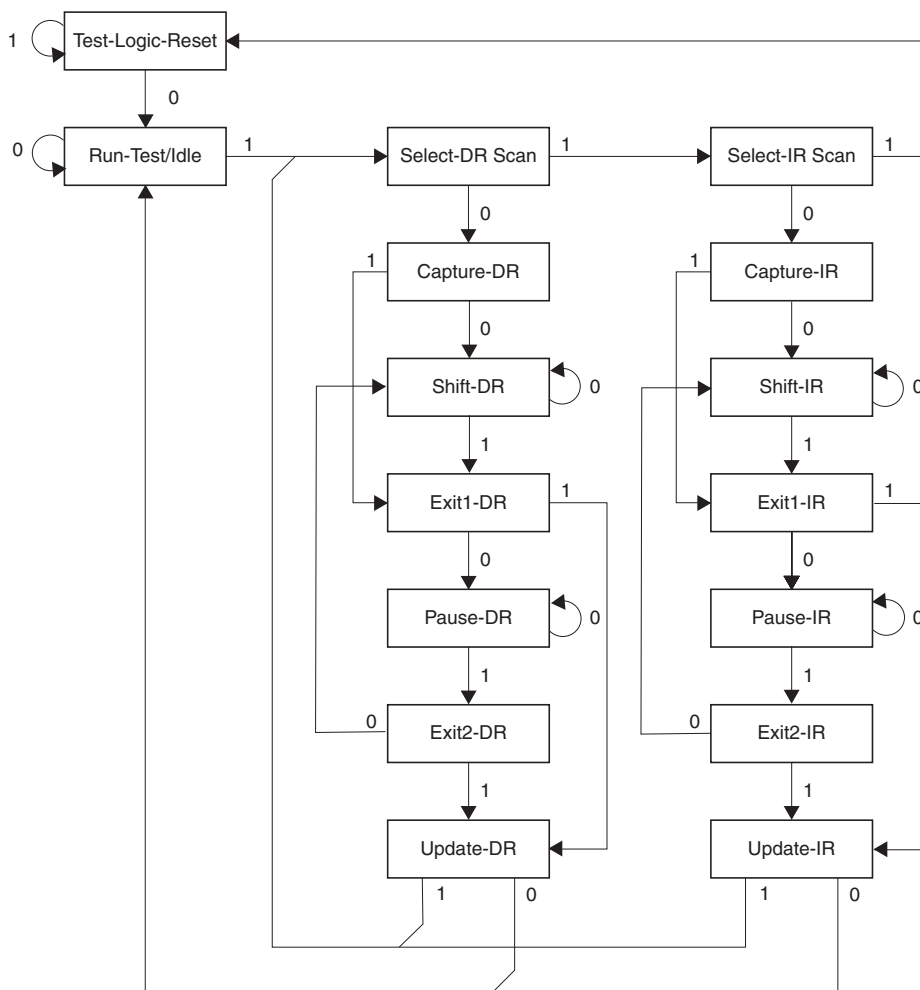 1 Test-Logic-Reset
0
0 Run-Test/Idle 1 Select-DR Scan 1 Select-IR Scan 1
0 0
1 Capture-DR 1 Capture-IR
0 0
Shift-DR 0 Shift-IR 0
1 1
Exit1-DR 1 Exit1-IR 1
0 0
Pause-DR 0 Pause-IR 0
1 1
0 Exit2-DR 0 Exit2-IR
1 1
Update-DR Update-IR
1 0 1 0